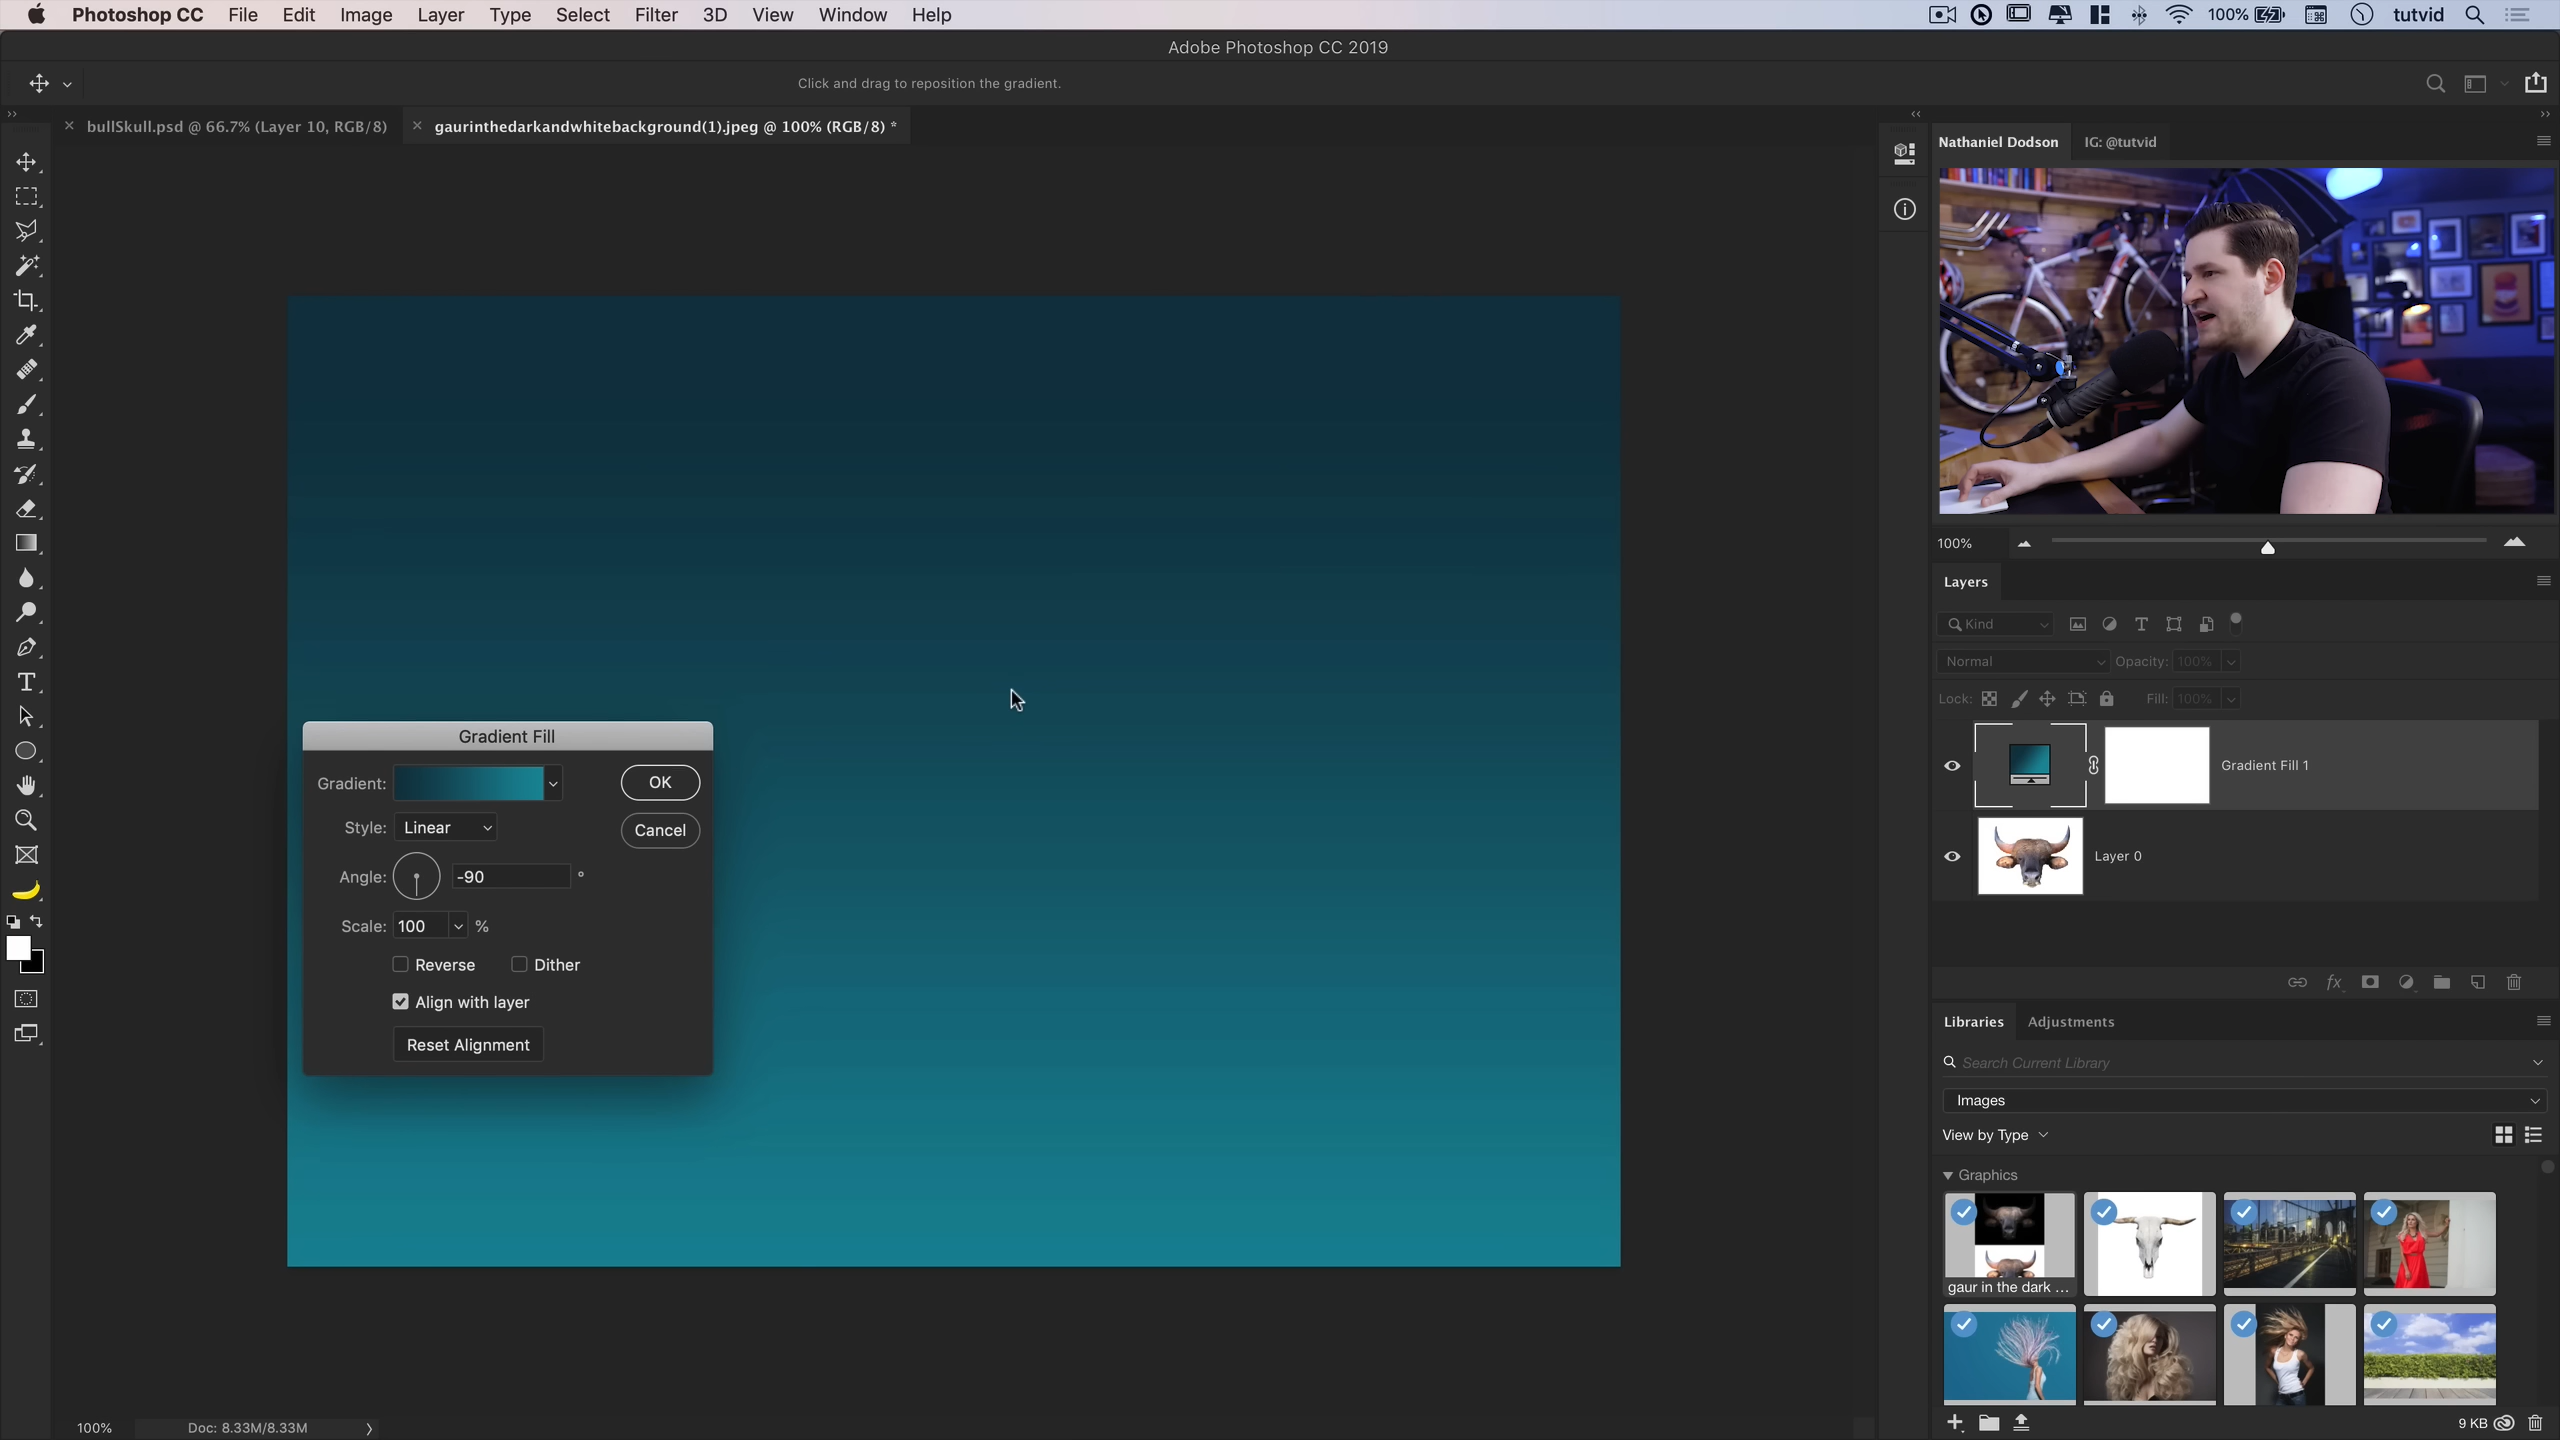 Photoshop CC File Edit Image Layer Type Select Filter 3D View Window Help 100% tutvid
Adobe Photoshop CC 2019
Click and drag to reposition the gradient.
bullSkull.psd @ 66.7% (Layer 10, RGB/8) gaurinthedarkandwhitebackground(1).jpeg @ 100% (RGB/8) *
Nathaniel Dodson IG: @tutvid
100%
Layers
Kind
Normal Opacity: 100%
Lock: Fill: 100%
Gradient Fill 1
Layer 0
Gradient Fill
Gradient: OK
Style: Linear Cancel
Angle: -90 °
Scale: 100 %
Reverse Dither
Align with layer
Reset Alignment
fx
Libraries Adjustments
Search Current Library
Images
View by Type
Graphics
gaur in the dark ...
9 KB
100% Doc: 8.33M/8.33M